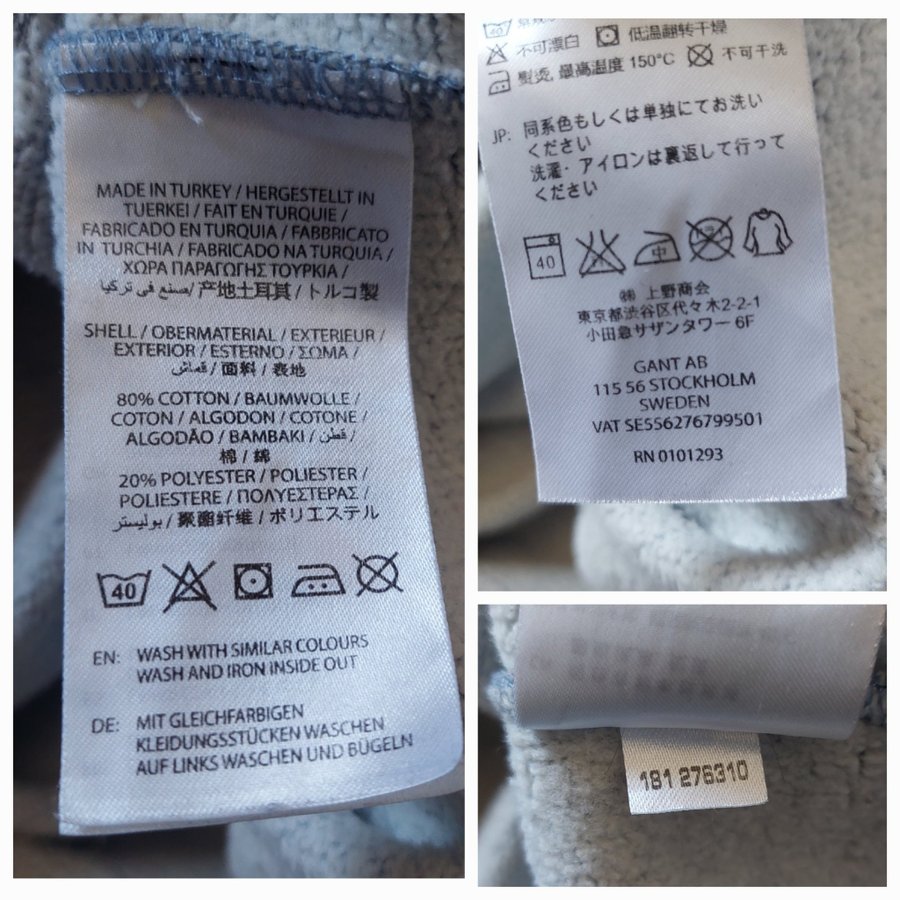 MADE IN TURKEY / HERGESTELLT IN
TUERKEI / FAIT EN TURQUIE /
FABRICADO EN TURQUIA / FABBRICATO
IN TURCHIA / FABRICADO NA TURQUIA /
ΧΩΡΑ ΠΑΡΑΓΩΓΗΣ ΤΟΥΡΚΙΑ /
صنع في تركيا / 产地土耳其 / トルコ製
SHELL / OBERMATERIAL / EXTERIEUR /
EXTERIOR / ESTERNO / ΣΩΜΑ /
قماش / 面料 / 表地
80% COTTON / BAUMWOLLE /
COTON / ALGODON / COTONE /
ALGODÃO / BAMBAKI / قطن /
棉 / 綿
20% POLYESTER / POLIESTER /
POLIESTERE / ΠΟΛΥΕΣΤΕΡΑΣ /
بوليستر / 聚酯纤维 / ポリエステル
40
EN: WASH WITH SIMILAR COLOURS
WASH AND IRON INSIDE OUT
DE: MIT GLEICHFARBIGEN
KLEIDUNGSSTÜCKEN WASCHEN
AUF LINKS WASCHEN UND BÜGELN
40
不可漂白 低温翻转干燥
熨烫, 最高温度 150°C 不可干洗
JP: 同系色もしくは単独にてお洗い
ください
洗濯・アイロンは裏返して行って
ください
40 中
㈱ 上野商会
東京都渋谷区代々木2-2-1
小田急サザンタワー 6F
GANT AB
115 56 STOCKHOLM
SWEDEN
VAT SE556276799501
RN 0101293
181 276310